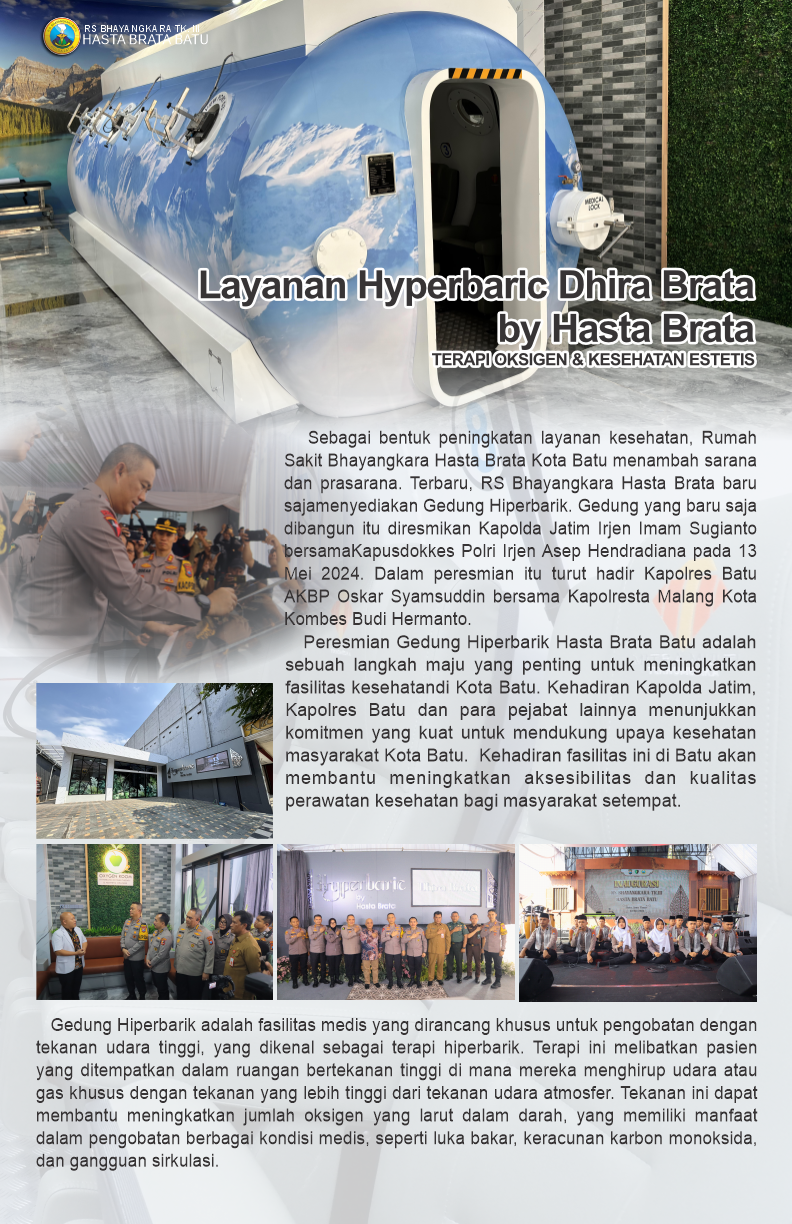 RS BHAYANGKARA TK-III
HASTA BRATA BATU
MEDICAL
LOCK
Layanan Hyperbaric Dhira Brata
by Hasta Brata
TERAPI OKSIGEN & KESEHATAN ESTETIS
Sebagai bentuk peningkatan layanan kesehatan, Rumah
Sakit Bhayangkara Hasta Brata Kota Batu menambah sarana
dan prasarana. Terbaru, RS Bhayangkara Hasta Brata baru
sajamenyediakan Gedung Hiperbarik. Gedung yang baru saja
dibangun itu diresmikan Kapolda Jatim Irjen Imam Sugianto
bersamaKapusdokkes Polri Irjen Asep Hendradiana pada 13
Mei 2024. Dalam peresmian itu turut hadir Kapolres Batu
AKBP Oskar Syamsuddin bersama Kapolresta Malang Kota
Kombes Budi Hermanto.
Peresmian Gedung Hiperbarik Hasta Brata Batu adalah
sebuah langkah maju yang penting untuk meningkatkan
fasilitas kesehatandi Kota Batu. Kehadiran Kapolda Jatim,
Kapolres Batu dan para pejabat lainnya menunjukkan
komitmen yang kuat untuk mendukung upaya kesehatan
masyarakat Kota Batu. Kehadiran fasilitas ini di Batu akan
membantu meningkatkan aksesibilitas dan kualitas
perawatan kesehatan bagi masyarakat setempat.
Hyperbaric
OXYGEN ROOM
Hyperbaric
by
Hasta Brata
INAUGURASI
RS BHAYANGKARA TK.III
HASTA BRATA BATU
Gedung Hiperbarik adalah fasilitas medis yang dirancang khusus untuk pengobatan dengan
tekanan udara tinggi, yang dikenal sebagai terapi hiperbarik. Terapi ini melibatkan pasien
yang ditempatkan dalam ruangan bertekanan tinggi di mana mereka menghirup udara atau
gas khusus dengan tekanan yang lebih tinggi dari tekanan udara atmosfer. Tekanan ini dapat
membantu meningkatkan jumlah oksigen yang larut dalam darah, yang memiliki manfaat
dalam pengobatan berbagai kondisi medis, seperti luka bakar, keracunan karbon monoksida,
dan gangguan sirkulasi.